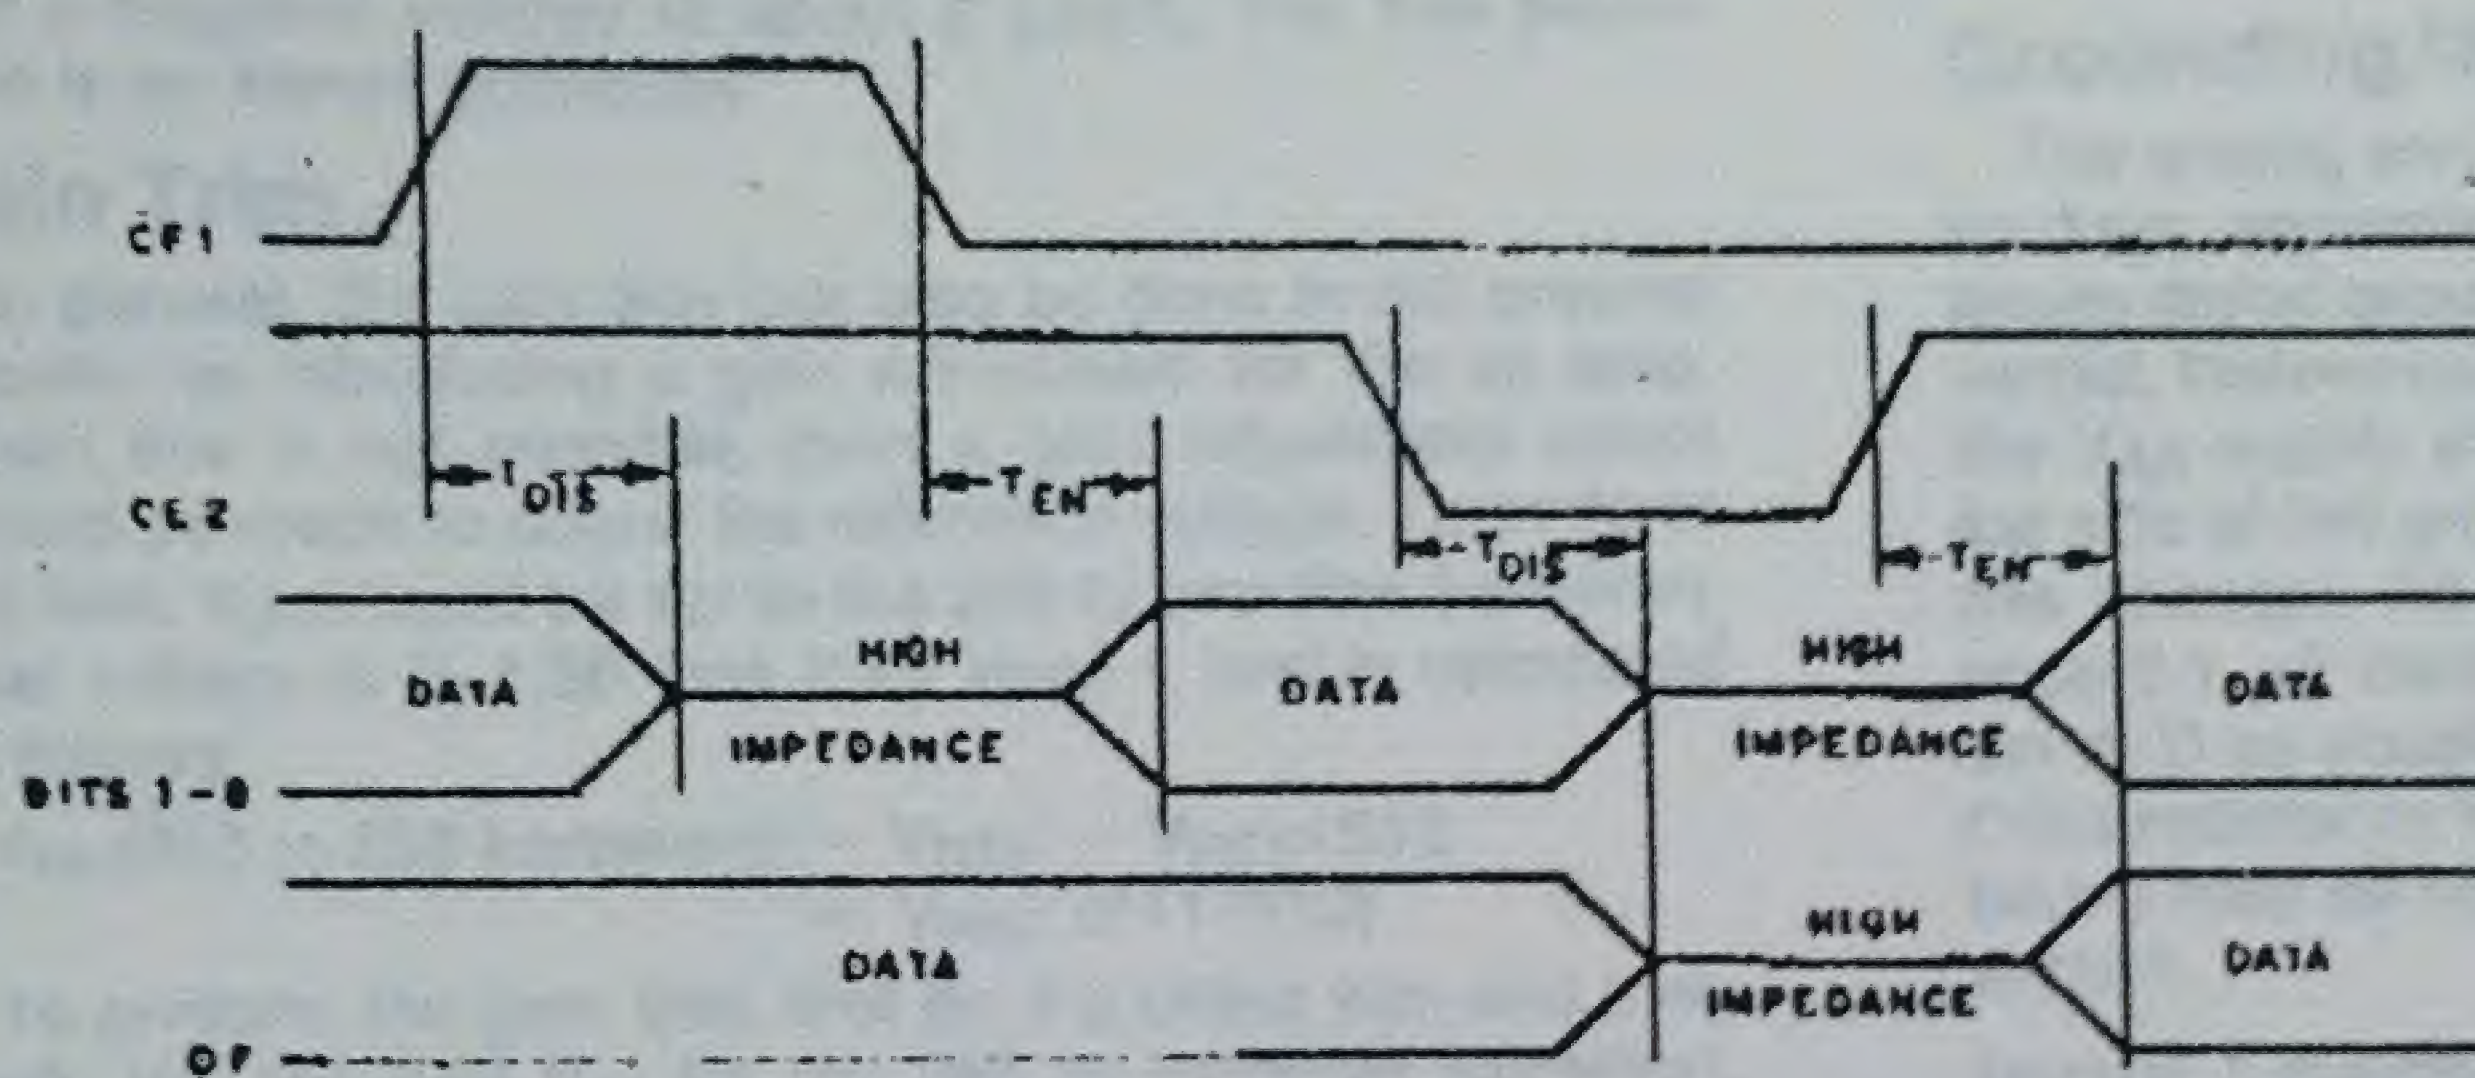 CE1
CE2
TDIS
TEN
TDIS
TEN
BITS 1-8
DATA
HIGH
IMPEDANCE
DATA
HIGH
IMPEDANCE
DATA
OF
DATA
HIGH
IMPEDANCE
DATA